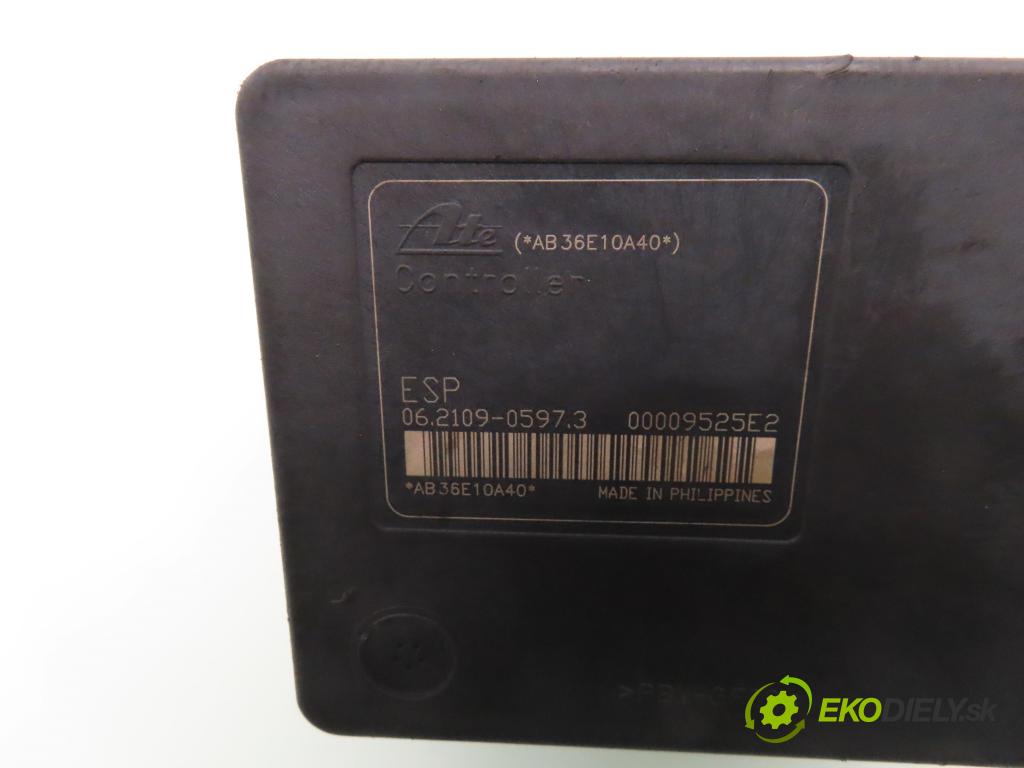 Ate (*AB36E10A40*)
Controller
ESP
06.2109-0597.3 00009525E2
*AB36E10A40* MADE IN PHILIPPINES
EKODIELY.sk